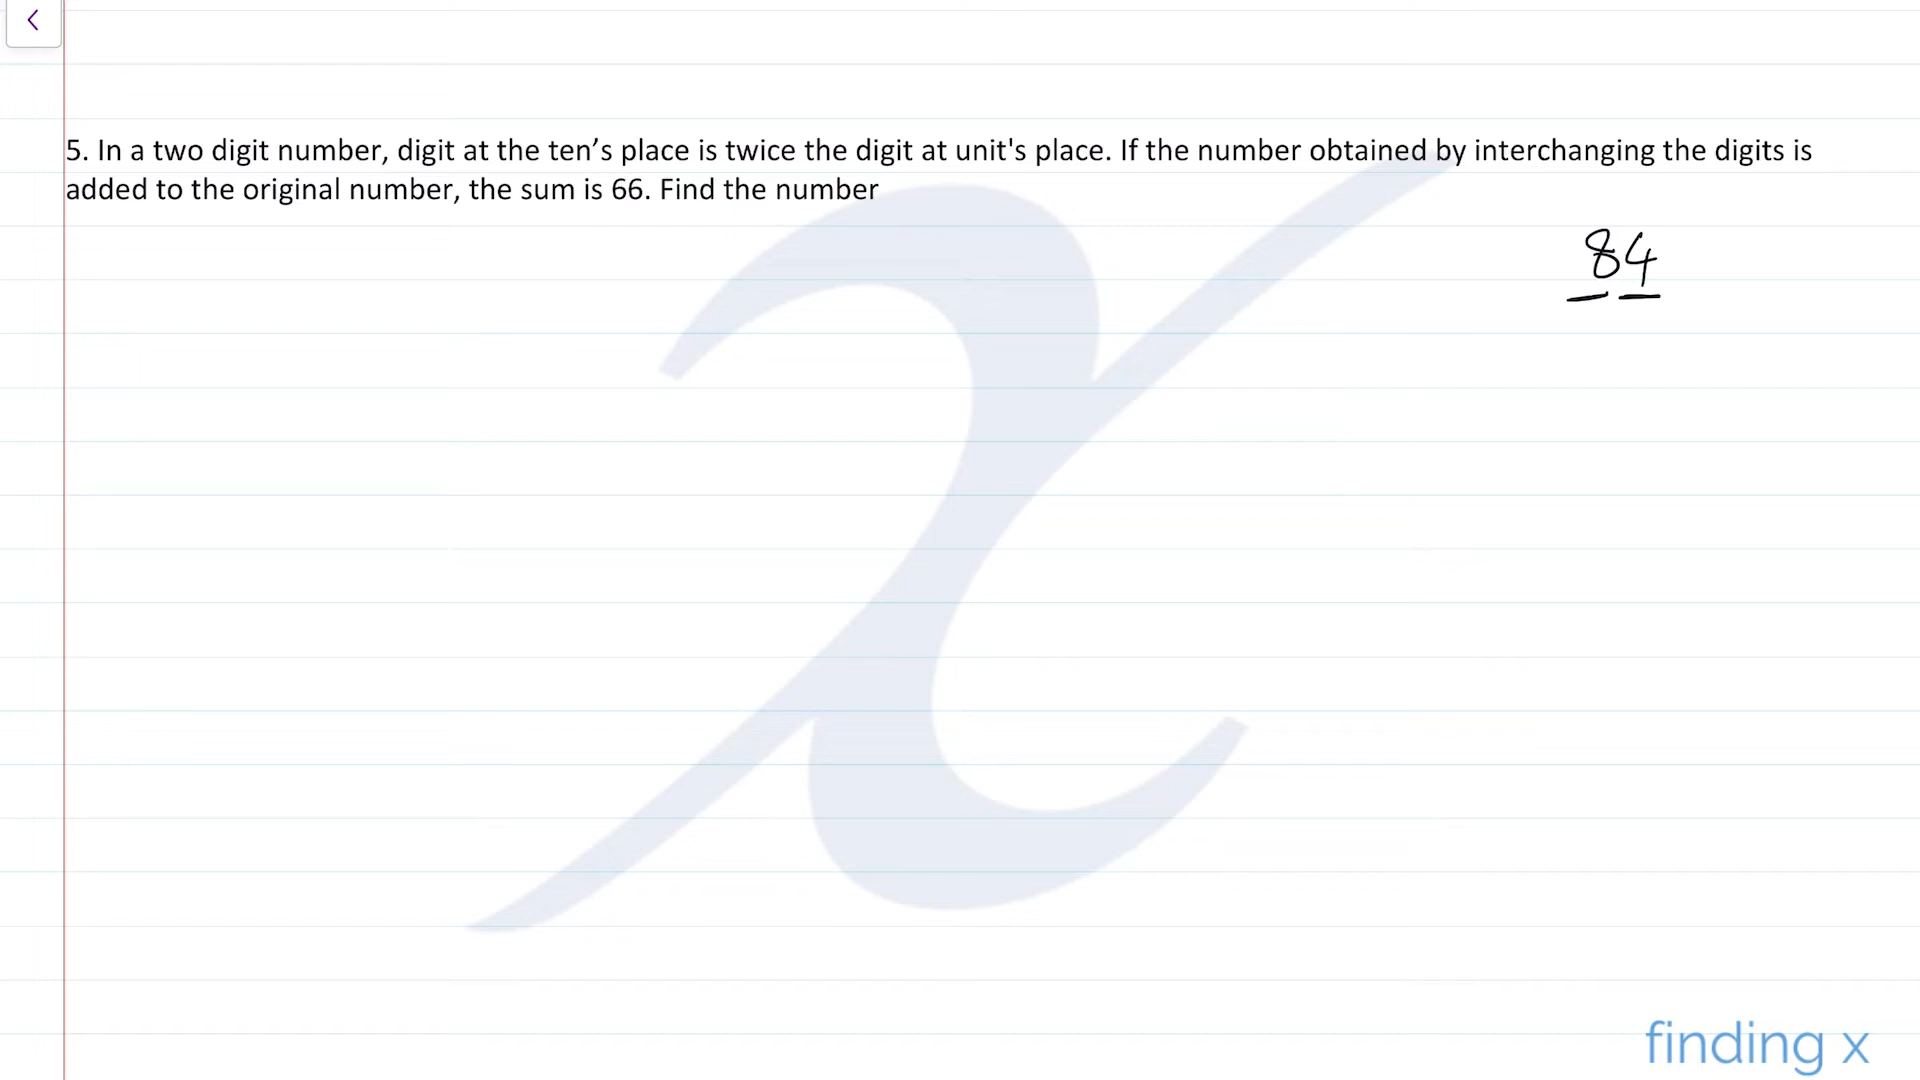 5. In a two digit number, digit at the ten’s place is twice the digit at unit's place. If the number obtained by interchanging the digits is
added to the original number, the sum is 66. Find the number
84
finding x